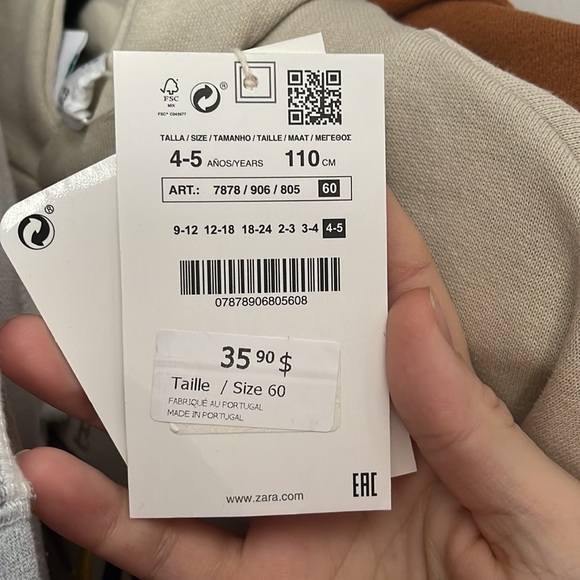 FSC
MIX
FSC® C043677
®
TALLA / SIZE / TAMANHO / TAILLE / MAAT / ΜΕΓΕΘΟΣ
4-5 AÑOS/YEARS 110 CM
ART.: 7878 / 906 / 805 60
9-12 12-18 18-24 2-3 3-4 4-5
07878906805608
35 90 $
Taille / Size 60
FABRIQUÉ AU PORTUGAL
MADE IN PORTUGAL
www.zara.com
EAC
®